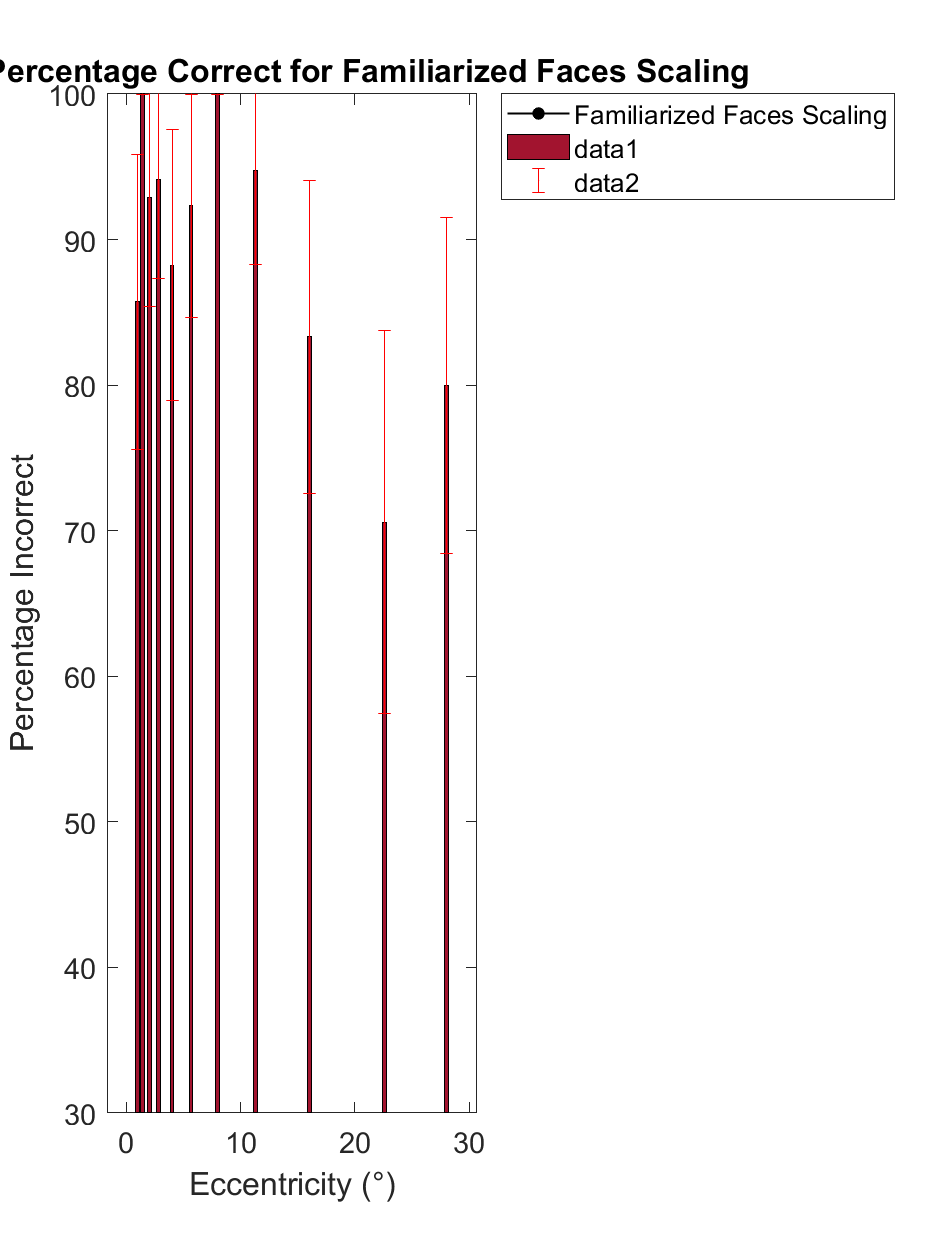 Percentage Correct for Familiarized Faces Scaling
Familiarized Faces Scaling
data1
data2
100
90
80
70
60
50
40
30
Percentage Incorrect
0 10 20 30
Eccentricity (°)